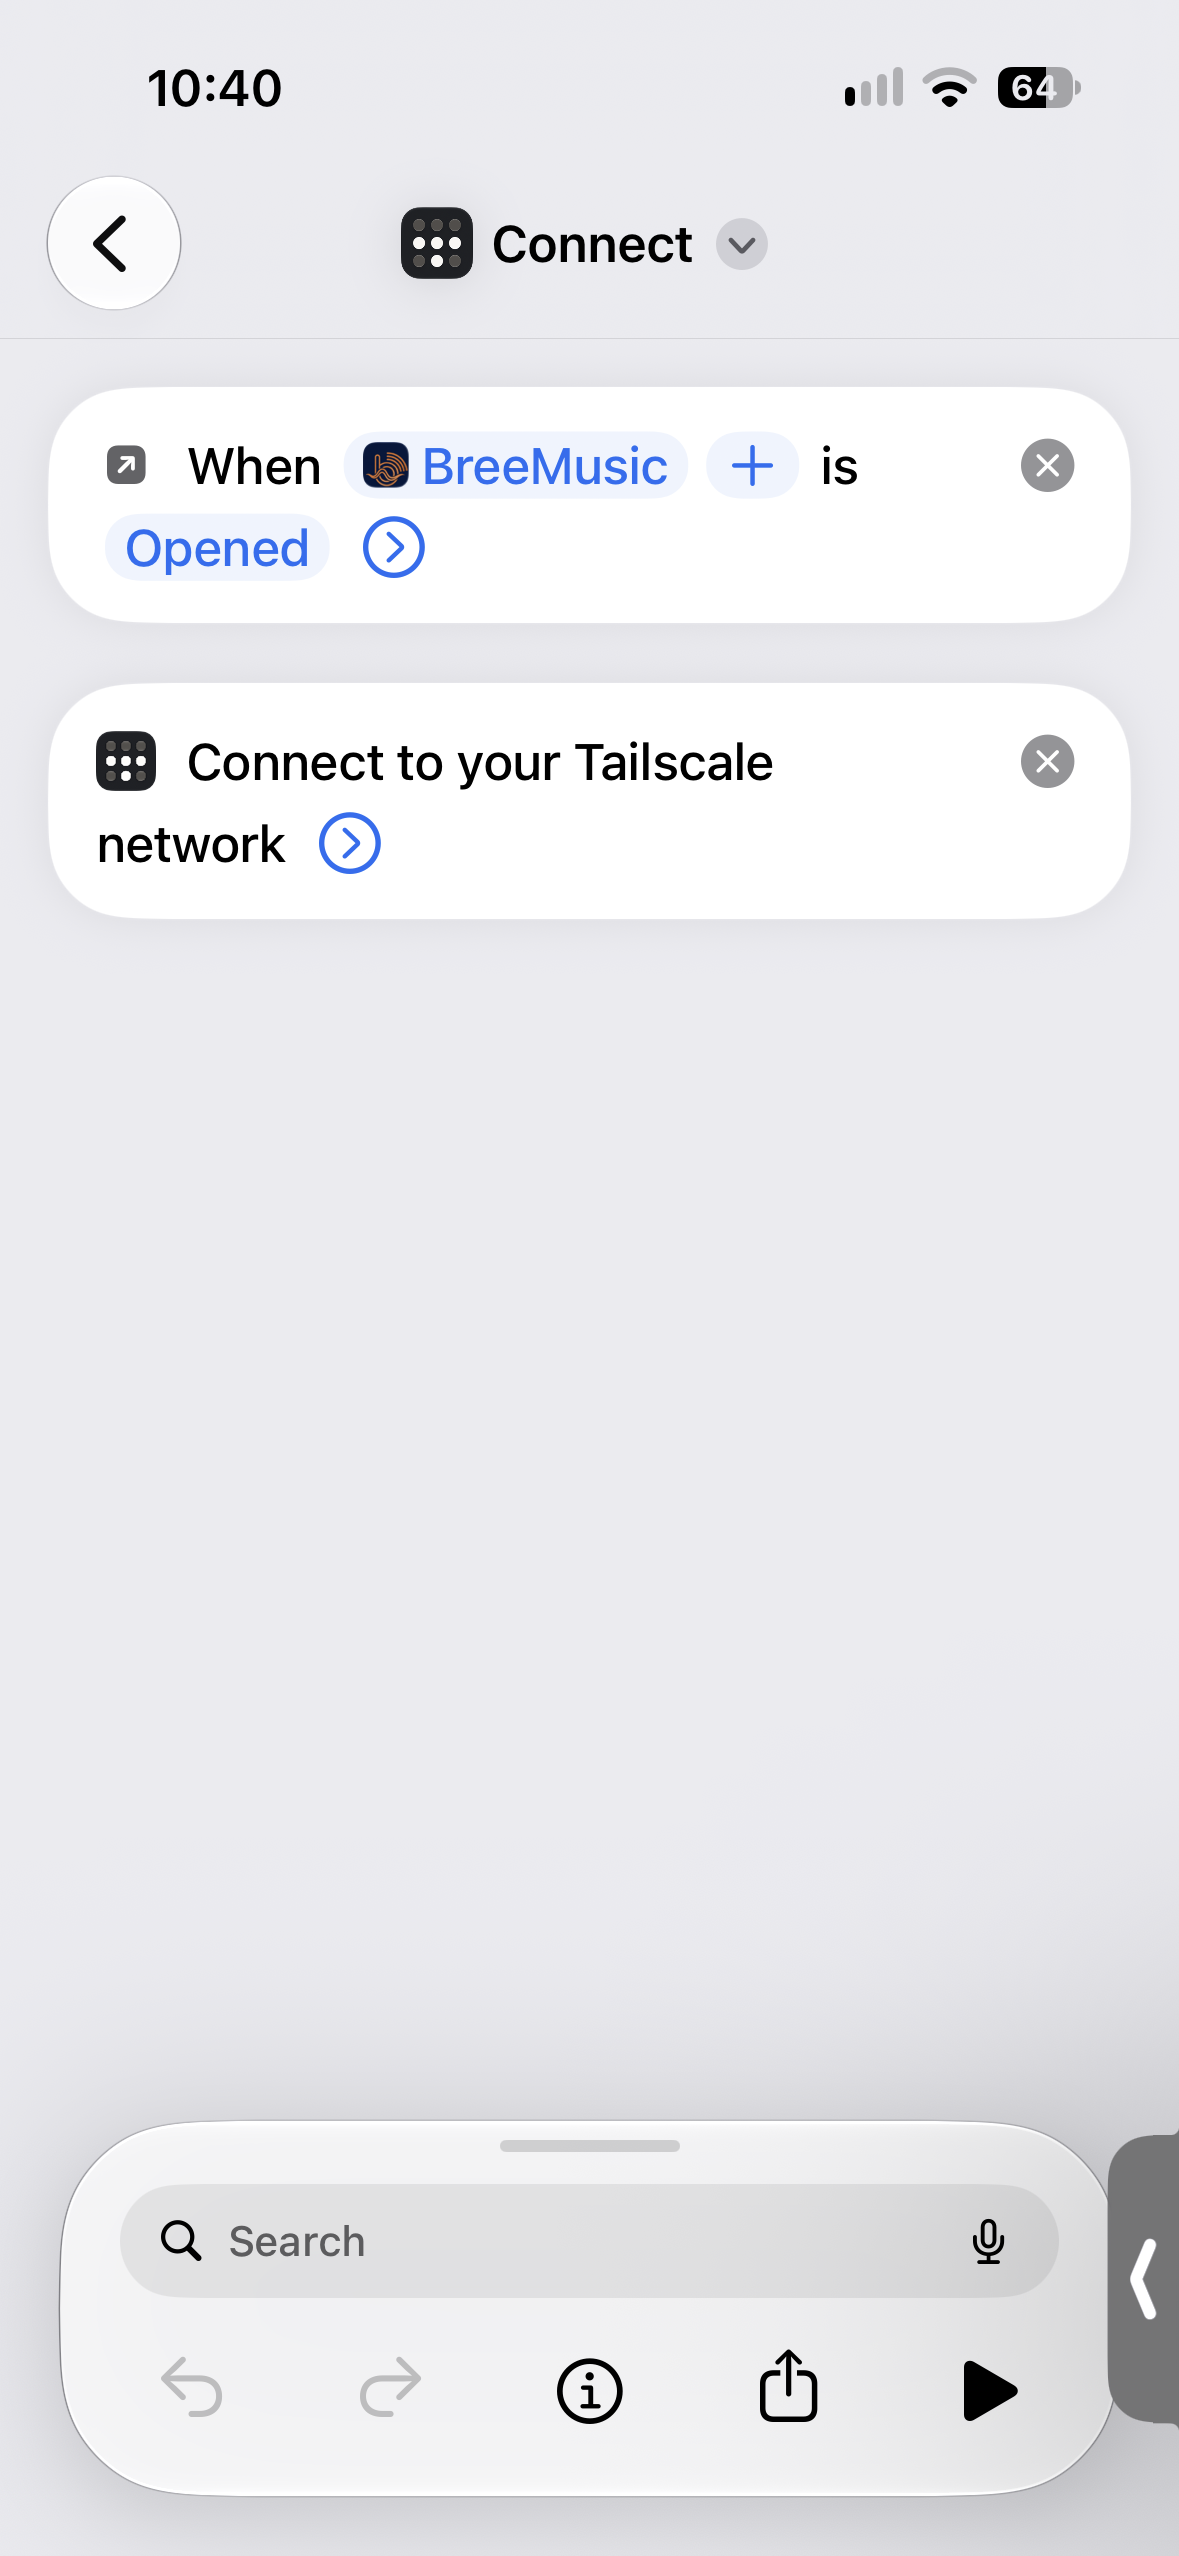 10:40
64
Connect
When BreeMusic + is
Opened
Connect to your Tailscale
network
Search